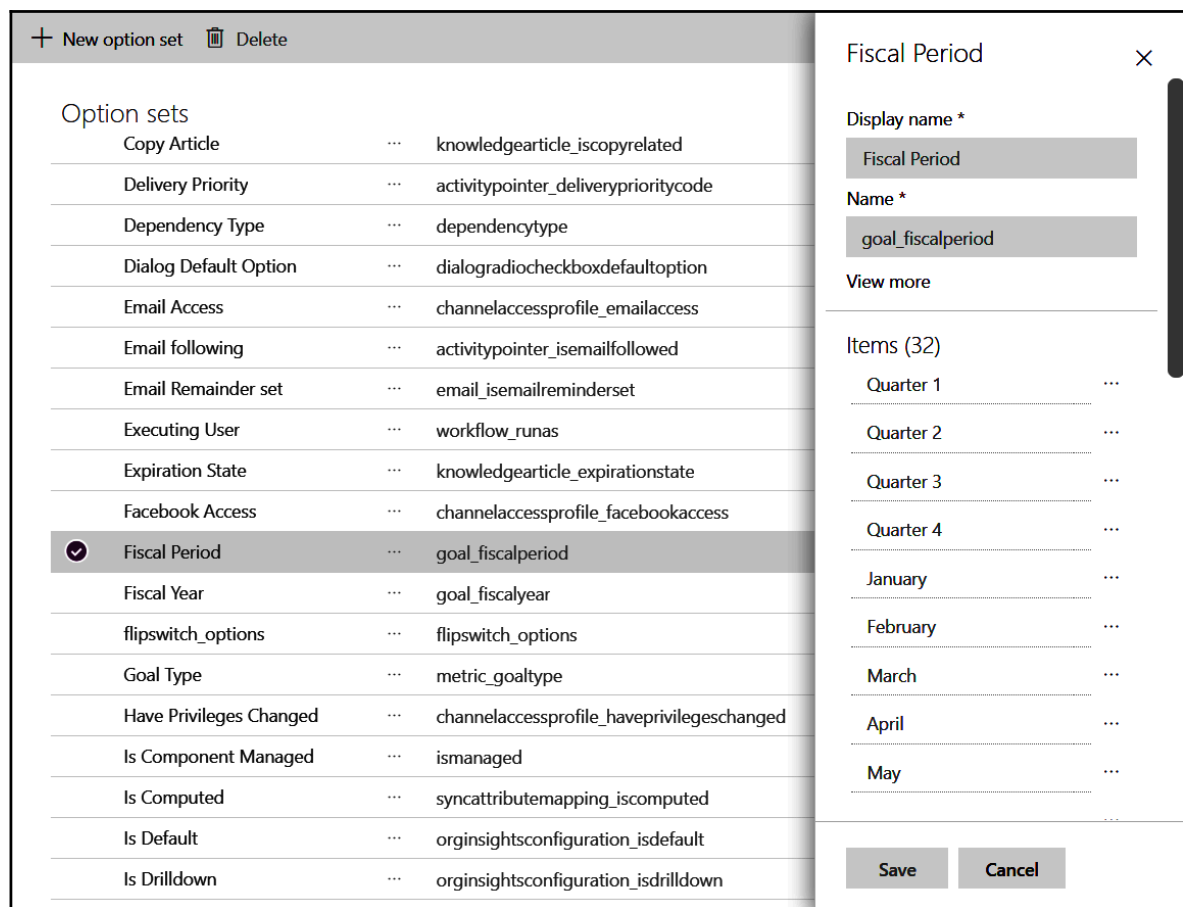 New option set Delete
Option sets
Copy Article ... knowledgearticle_iscopyrelated
Delivery Priority ... activitypointer_deliveryprioritycode
Dependency Type ... dependencytype
Dialog Default Option ... dialogradiocheckboxdefaultoption
Email Access ... channelaccessprofile_emailaccess
Email following ... activitypointer_isemailfollowed
Email Remainder set ... email_isemailreminderset
Executing User ... workflow_runas
Expiration State ... knowledgearticle_expirationstate
Facebook Access ... channelaccessprofile_facebookaccess
Fiscal Period ... goal_fiscalperiod
Fiscal Year ... goal_fiscalyear
flipswitch_options ... flipswitch_options
Goal Type ... metric_goaltype
Have Privileges Changed ... channelaccessprofile_haveprivilegeschanged
Is Component Managed ... ismanaged
Is Computed ... syncattributemapping_iscomputed
Is Default ... orginsightsconfiguration_isdefault
Is Drilldown ... orginsightsconfiguration_isdrilldown
Fiscal Period
Display name *
Fiscal Period
Name *
goal_fiscalperiod
View more
Items (32)
Quarter 1 ...
Quarter 2 ...
Quarter 3 ...
Quarter 4 ...
January ...
February ...
March ...
April ...
May ...
...
Save Cancel